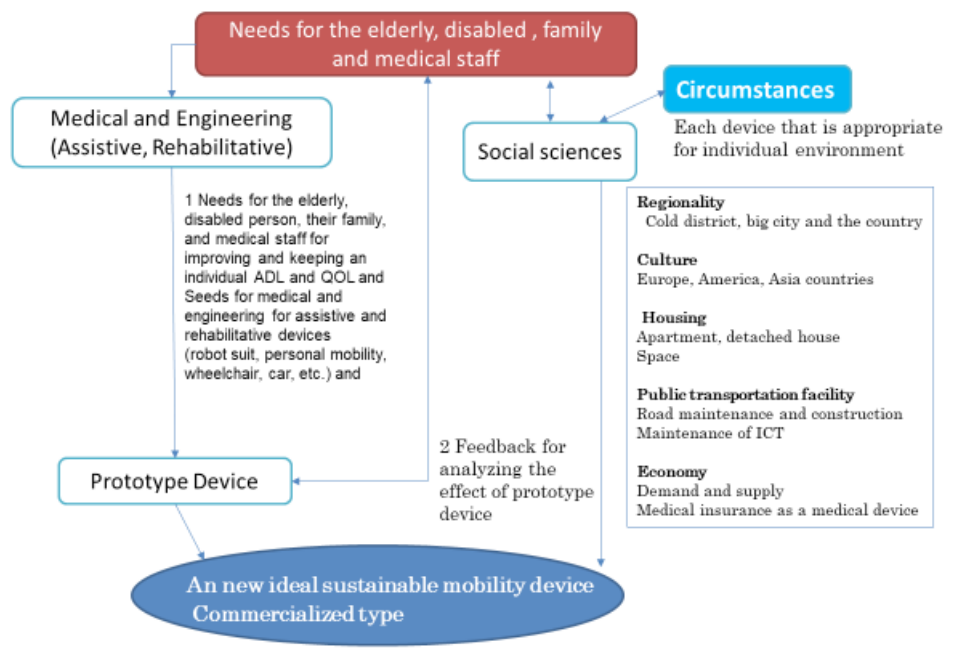 Needs for the elderly, disabled , family
and medical staff
Medical and Engineering
(Assistive, Rehabilitative)
Social sciences
Circumstances
Each device that is appropriate
for individual environment
1 Needs for the elderly,
disabled person, their family,
and medical staff for
improving and keeping an
individual ADL and QOL and
Seeds for medical and
engineering for assistive and
rehabilitative devices
(robot suit, personal mobility,
wheelchair, car, etc.) and
Regionality
Cold district, big city and the country
Culture
Europe, America, Asia countries
Housing
Apartment, detached house
Space
Public transportation facility
Road maintenance and construction
Maintenance of ICT
Economy
Demand and supply
Medical insurance as a medical device
2 Feedback for
analyzing the
effect of prototype
device
Prototype Device
An new ideal sustainable mobility device
Commercialized type